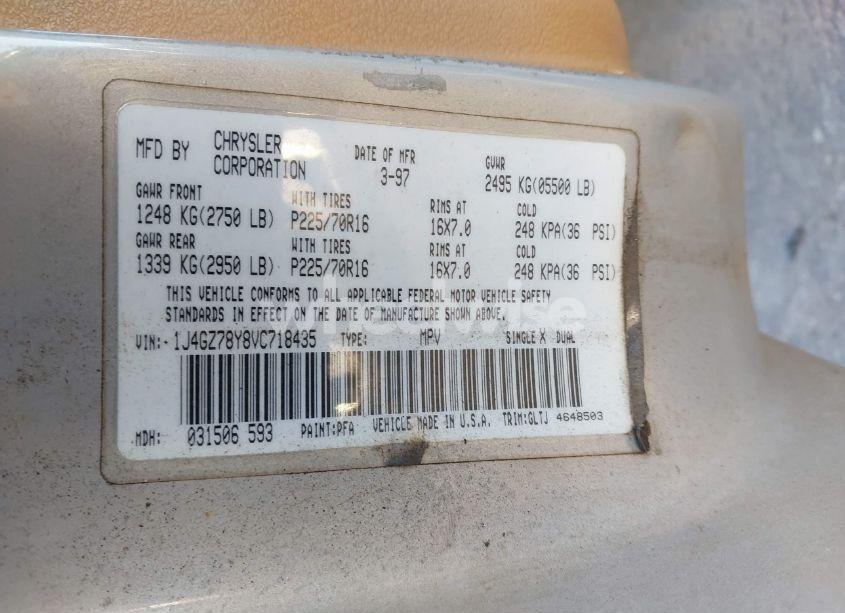 MFD BY CHRYSLER CORPORATION DATE OF MFR 3-97 GVWR 2495 KG(05500 LB)
GAWR FRONT WITH TIRES RIMS AT COLD
1248 KG(2750 LB) P225/70R16 16X7.0 248 KPA(36 PSI)
GAWR REAR WITH TIRES RIMS AT COLD
1339 KG(2950 LB) P225/70R16 16X7.0 248 KPA(36 PSI)
THIS VEHICLE CONFORMS TO ALL APPLICABLE FEDERAL MOTOR VEHICLE SAFETY
STANDARDS IN EFFECT ON THE DATE OF MANUFACTURE SHOWN ABOVE.
VIN:- 1J4GZ78Y8VC718435 TYPE: MPV SINGLE X DUAL
MDH: 031506 593 PAINT:PFA VEHICLE MADE IN U.S.A. TRIM:GLTJ 4648503